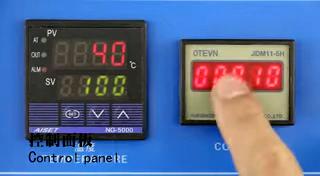 PV
AT
OUT
ALM
40
℃
SV
100
AISET
NG-5000
OTEVN
JDM11-5H
控制面板
Control panel